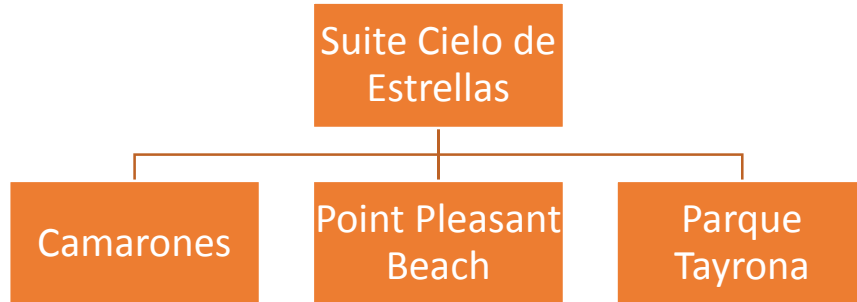 Suite Cielo de
Estrellas
Camarones
Point Pleasant
Beach
Parque
Tayrona